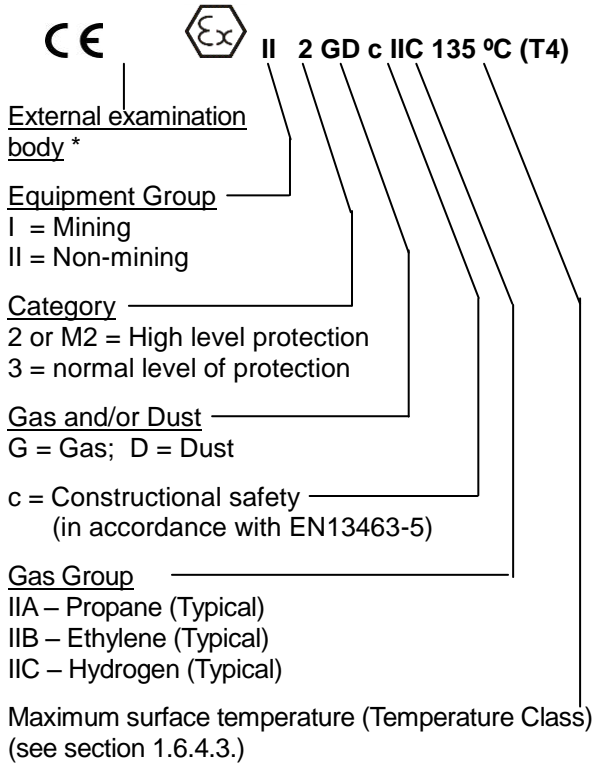 CE Ex II 2 GD c IIC 135 ºC (T4)
External examination
body *
Equipment Group
I = Mining
II = Non-mining
Category
2 or M2 = High level protection
3 = normal level of protection
Gas and/or Dust
G = Gas; D = Dust
c = Constructional safety
(in accordance with EN13463-5)
Gas Group
IIA – Propane (Typical)
IIB – Ethylene (Typical)
IIC – Hydrogen (Typical)
Maximum surface temperature (Temperature Class)
(see section 1.6.4.3.)